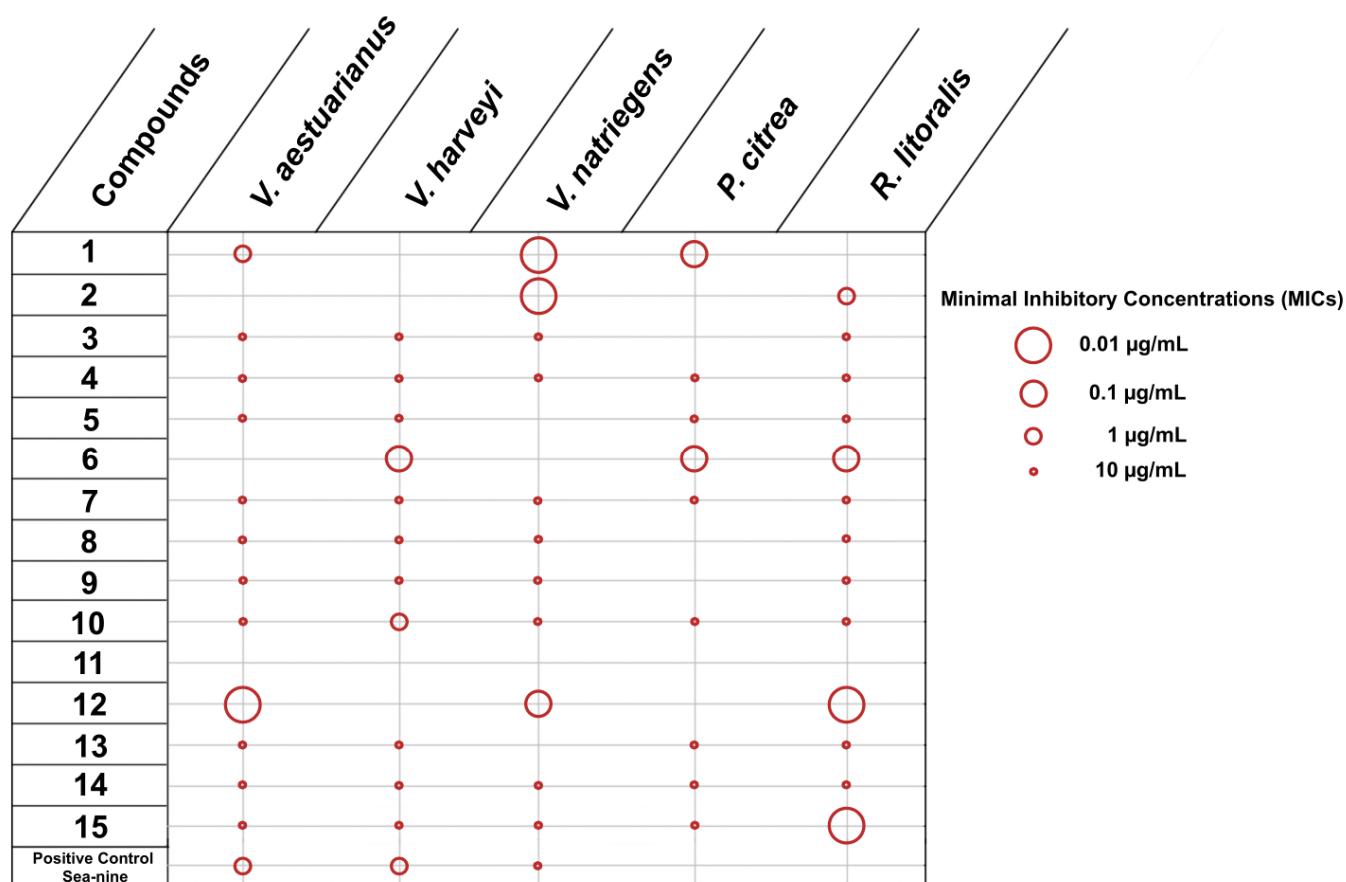 Compounds
V. aestuarianus
V. harveyi
V. natriegens
P. citrea
R. litoralis
1
2
3
4
5
6
7
8
9
10
11
12
13
14
15
Positive Control
Sea-nine
Minimal Inhibitory Concentrations (MICs)
0.01 µg/mL
0.1 µg/mL
1 µg/mL
10 µg/mL